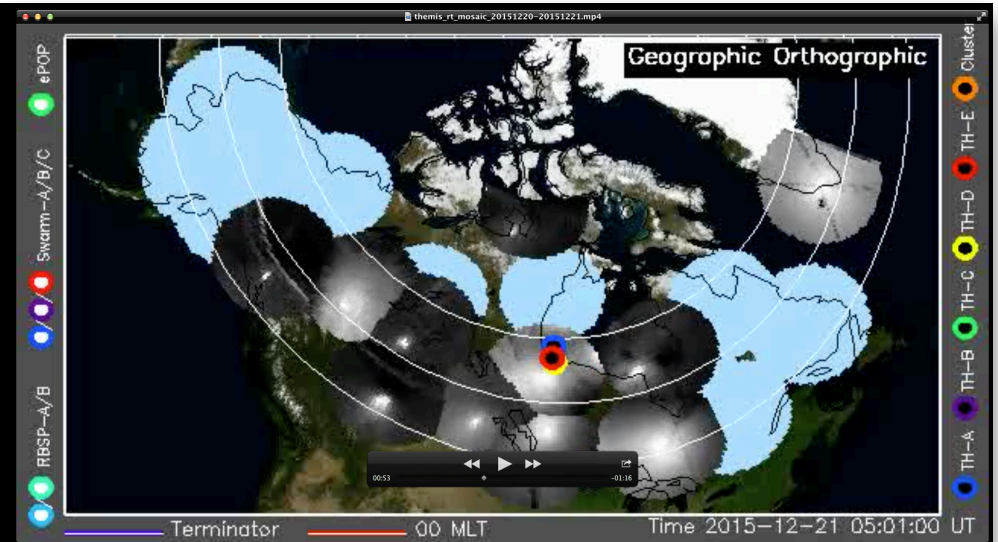 themis_rt_mosaic_20151220-20151221.mp4
Geographic Orthographic
ePOP
Swarm-A/B/C
RBSP-A/B
Cluster
TH-E
TH-D
TH-C
TH-B
TH-A
00:53
-01:16
Terminator
00 MLT
Time 2015-12-21 05:01:00 UT